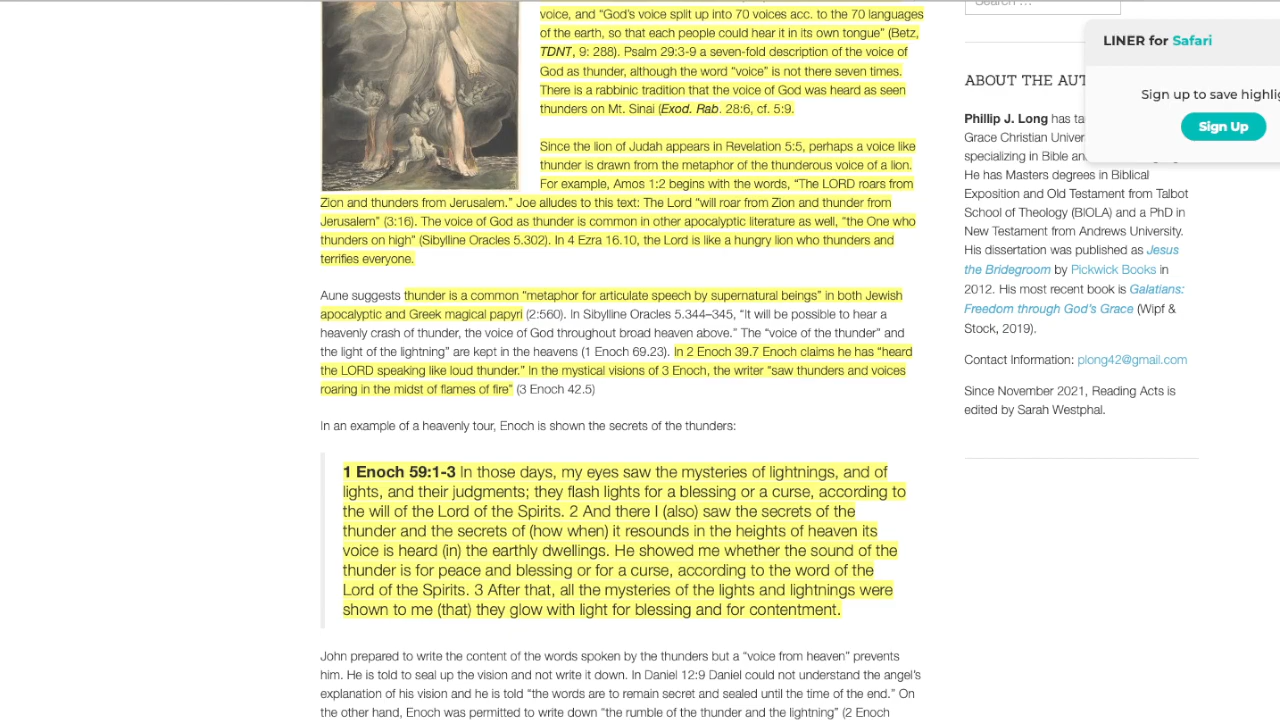 voice, and “God’s voice split up into 70 voices acc. to the 70 languages
of the earth, so that each people could hear it in its own tongue” (Betz,
TDNT, 9: 288). Psalm 29:3-9 a seven-fold description of the voice of
God as thunder, although the word “voice” is not there seven times.
There is a rabbinic tradition that the voice of God was heard as seen
thunders on Mt. Sinai (Exod. Rab. 28:6, cf. 5:9.
Since the lion of Judah appears in Revelation 5:5, perhaps a voice like
thunder is drawn from the metaphor of the thunderous voice of a lion.
For example, Amos 1:2 begins with the words, “The LORD roars from
Zion and thunders from Jerusalem.” Joe alludes to this text: The Lord “will roar from Zion and thunder from
Jerusalem” (3:16). The voice of God as thunder is common in other apocalyptic literature as well, “the One who
thunders on high“ (Sibylline Oracles 5.302). In 4 Ezra 16.10, the Lord is like a hungry lion who thunders and
terrifies everyone.
Aune suggests thunder is a common “metaphor for articulate speech by supernatural beings” in both Jewish
apocalyptic and Greek magical papyri (2:560). In Sibylline Oracles 5.344–345, “It will be possible to hear a
heavenly crash of thunder, the voice of God throughout broad heaven above.” The “voice of the thunder” and
the light of the lightning” are kept in the heavens (1 Enoch 69.23). In 2 Enoch 39.7 Enoch claims he has “heard
the LORD speaking like loud thunder.” In the mystical visions of 3 Enoch, the writer “saw thunders and voices
roaring in the midst of flames of fire” (3 Enoch 42.5)
In an example of a heavenly tour, Enoch is shown the secrets of the thunders:
1 Enoch 59:1-3 In those days, my eyes saw the mysteries of lightnings, and of
lights, and their judgments; they flash lights for a blessing or a curse, according to
the will of the Lord of the Spirits. 2 And there I (also) saw the secrets of the
thunder and the secrets of (how when) it resounds in the heights of heaven its
voice is heard (in) the earthly dwellings. He showed me whether the sound of the
thunder is for peace and blessing or for a curse, according to the word of the
Lord of the Spirits. 3 After that, all the mysteries of the lights and lightnings were
shown to me (that) they glow with light for blessing and for contentment.
John prepared to write the content of the words spoken by the thunders but a “voice from heaven” prevents
him. He is told to seal up the vision and not write it down. In Daniel 12:9 Daniel could not understand the angel’s
explanation of his vision and he is told “the words are to remain secret and sealed until the time of the end.” On
the other hand, Enoch was permitted to write down “the rumble of the thunder and the lightning” (2 Enoch
Search …
LINER for Safari
Sign up to save highlig
Sign Up
ABOUT THE AUT
Phillip J. Long has ta
Grace Christian Univer
specializing in Bible an
He has Masters degrees in Biblical
Exposition and Old Testament from Talbot
School of Theology (BIOLA) and a PhD in
New Testament from Andrews University.
His dissertation was published as Jesus
the Bridegroom by Pickwick Books in
2012. His most recent book is Galatians:
Freedom through God’s Grace (Wipf &
Stock, 2019).
Contact Information: plong42@gmail.com
Since November 2021, Reading Acts is
edited by Sarah Westphal.